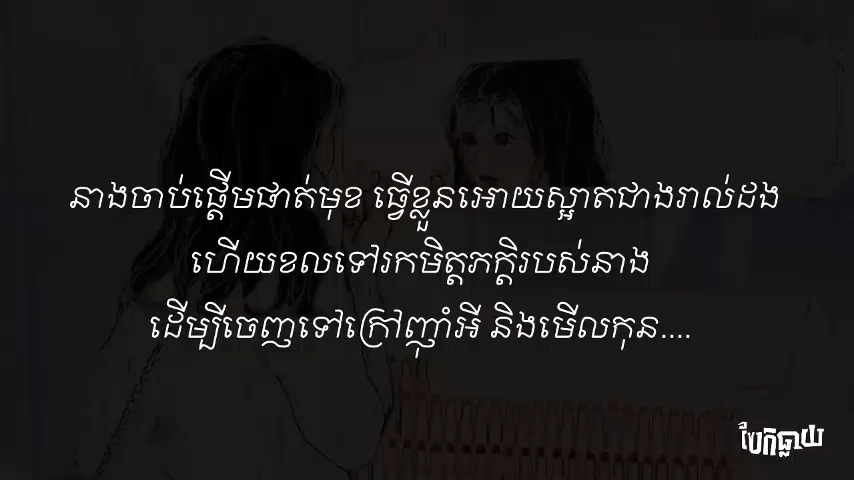 នាងចាប់ផ្ដើមផាត់មុខ ធ្វើខ្លួនអោយស្អាតជាងរាល់ដង
ហើយខលទៅរកមិត្តភក្ដិរបស់នាង
ដើម្បីចេញទៅក្រៅញ៉ាំអី និងមើលកុន....
បែកធ្លាយ